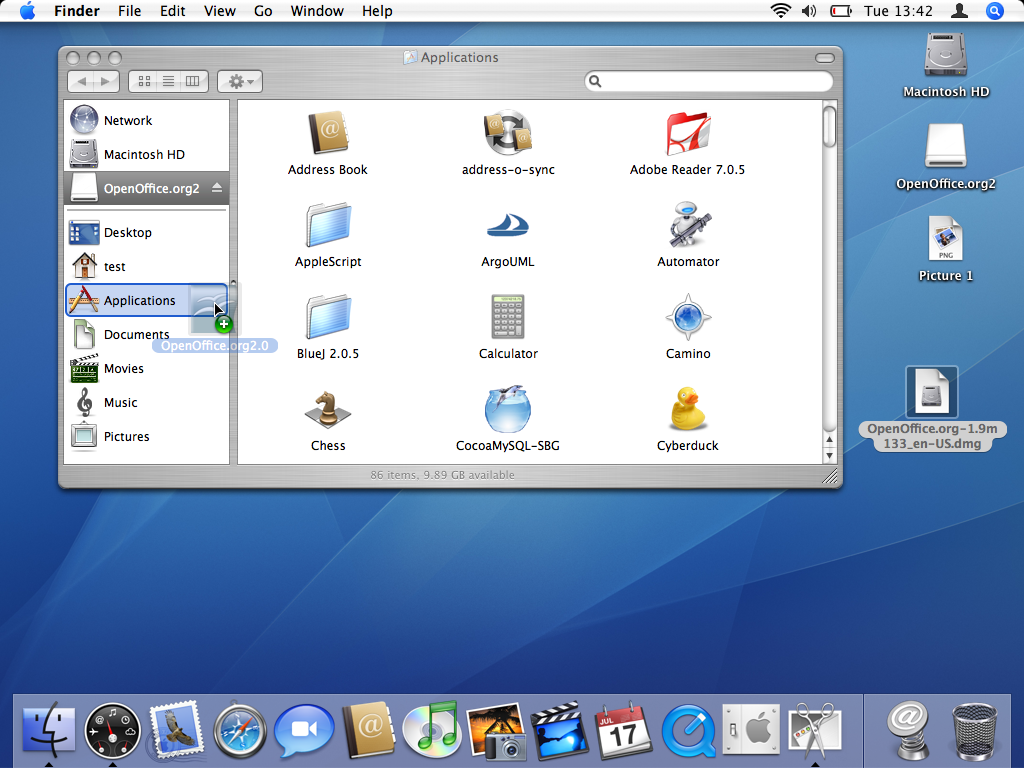 Finder File Edit View Go Window Help Tue 13:42
Applications
Network
Macintosh HD
OpenOffice.org2
Desktop
test
Applications
Documents
OpenOffice.org2.0
Movies
Music
Pictures
Address Book
address-o-sync
Adobe Reader 7.0.5
AppleScript
ArgoUML
Automator
BlueJ 2.0.5
Calculator
Camino
Chess
CocoaMySQL-SBG
Cyberduck
86 items, 9.89 GB available
Macintosh HD
OpenOffice.org2
PNG
Picture 1
OpenOffice.org-1.9m
133_en-US.dmg
JUL
17